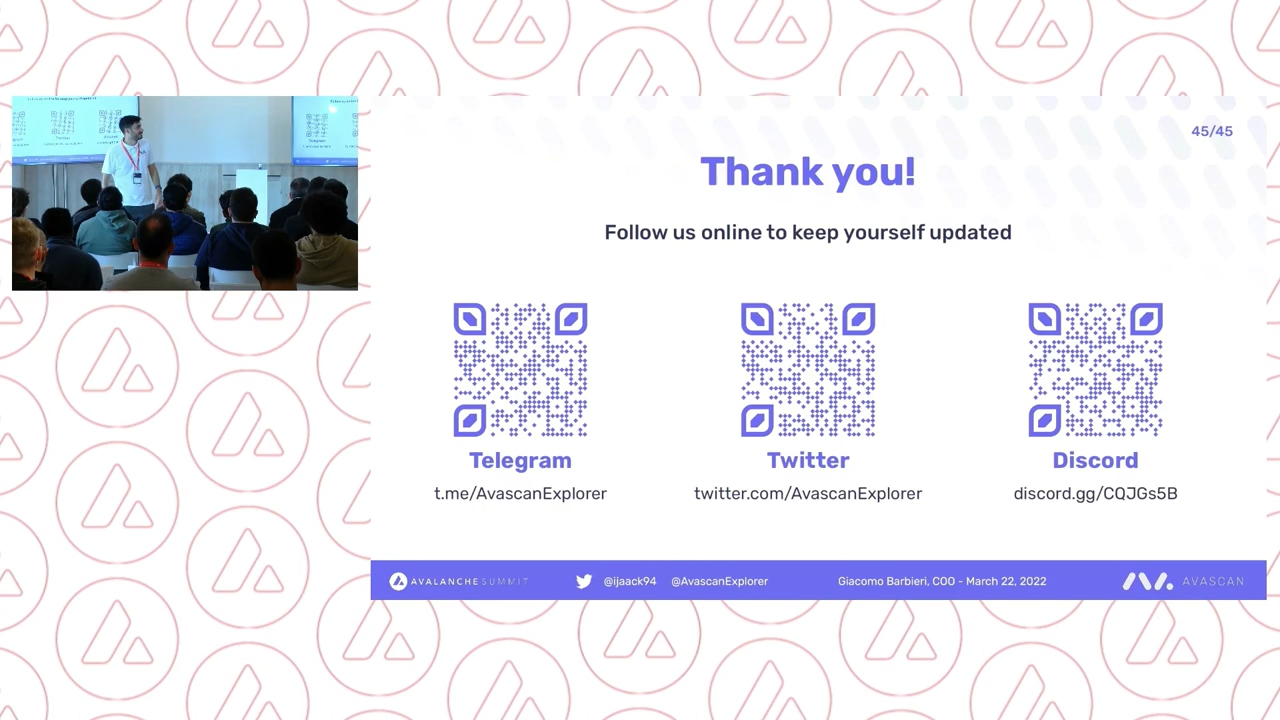 45/45
Thank you!
Follow us online to keep yourself updated
Telegram
t.me/AvascanExplorer
Twitter
twitter.com/AvascanExplorer
Discord
discord.gg/CQJGs5B
AVALANCHE SUMMIT
@ijaack94
@AvascanExplorer
Giacomo Barbieri, COO - March 22, 2022
AVASCAN